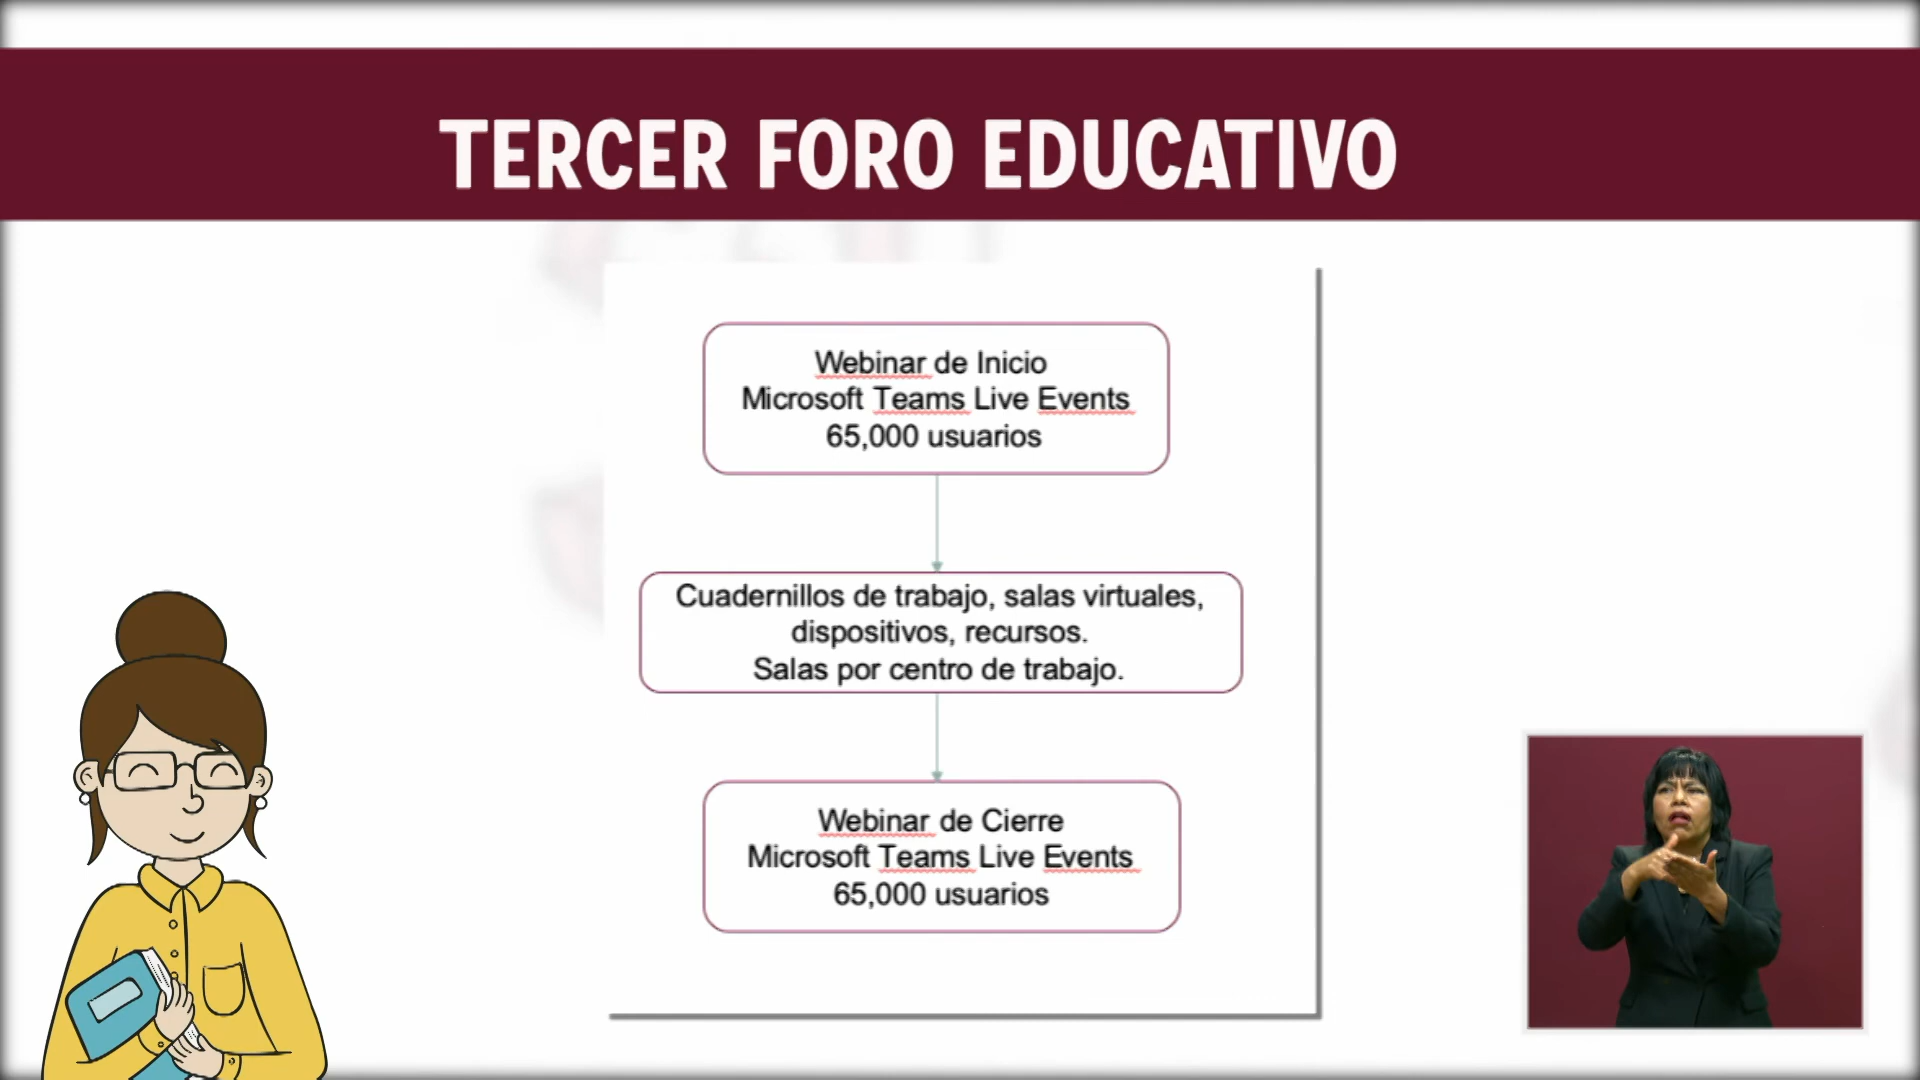 TERCER FORO EDUCATIVO
Webinar de Inicio
Microsoft Teams Live Events
65,000 usuarios
Cuadernillos de trabajo, salas virtuales,
dispositivos, recursos.
Salas por centro de trabajo.
Webinar de Cierre
Microsoft Teams Live Events
65,000 usuarios